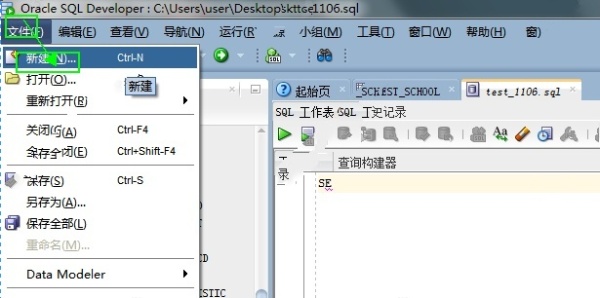 Oracle SQL Developer : C:\Users\user\Desktop\kttse1106.sql
文件(F) 编辑(E) 查看(V) 导航(N) 运行(R) 小组(M) 工具(T) 窗口(W)
新建(N)... Ctrl-N
打开(O)...
新建
重新打开(R)
起始页 _SCHEST_SCHOOL test_1106.sql
关闭(C) Ctrl-F4
SQL 工作表 SQL 历史记录
全部关闭(E) Ctrl+Shift-F4
查询构建器
保存(S) Ctrl-S
SE
另存为(A)...
保存全部(L)
重命名(M)...
Data Modeler
ISTIC